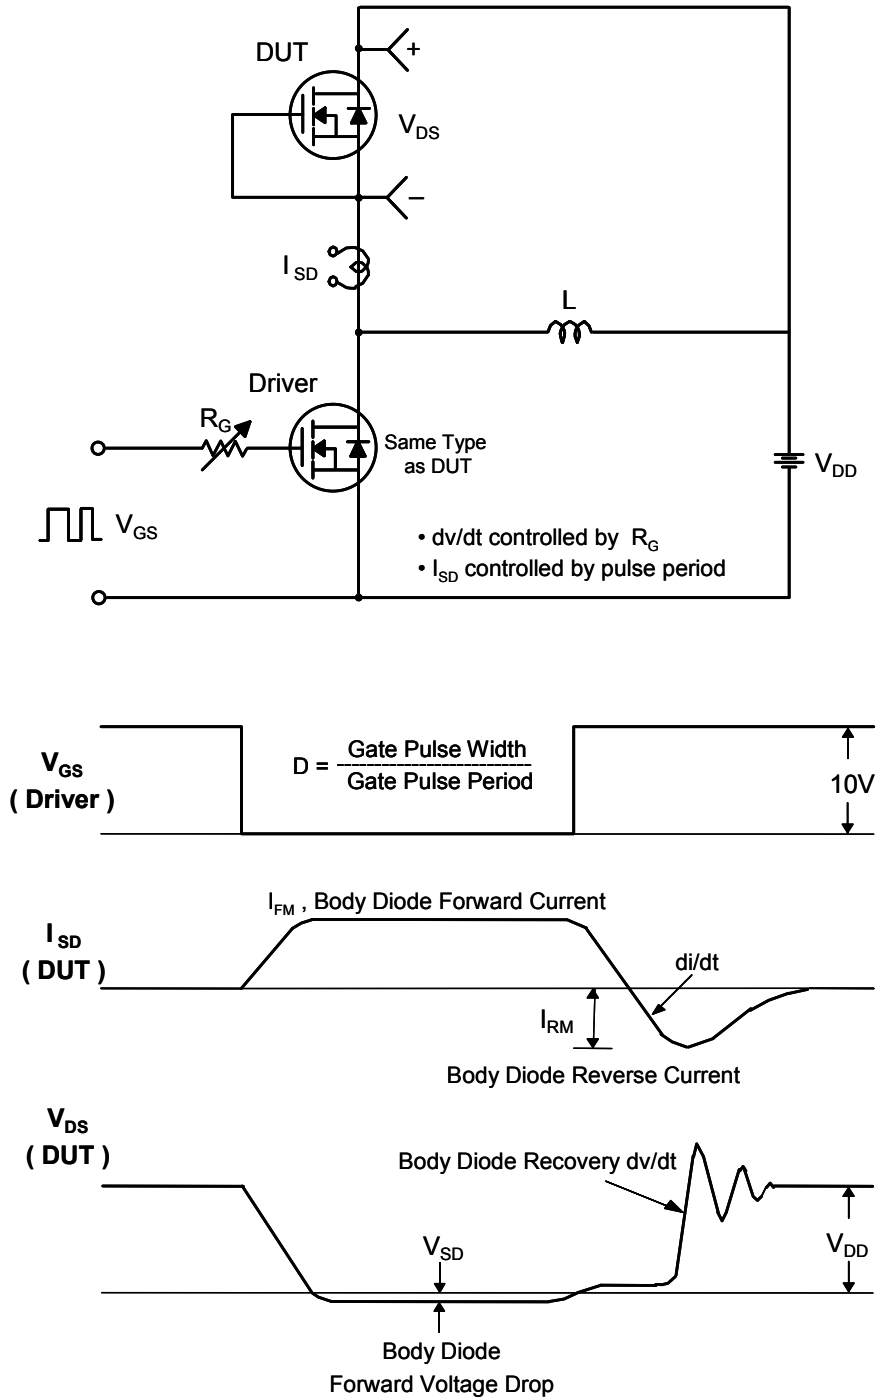 DUT
+
V_DS
−
I_SD
L
Driver
R_G
Same Type
as DUT
V_DD
V_GS
• dv/dt controlled by R_G
• I_SD controlled by pulse period
V_GS
( Driver )
D = Gate Pulse Width
Gate Pulse Period
10V
I_FM , Body Diode Forward Current
I_SD
( DUT )
di/dt
I_RM
Body Diode Reverse Current
V_DS
( DUT )
Body Diode Recovery dv/dt
V_SD
V_DD
Body Diode
Forward Voltage Drop